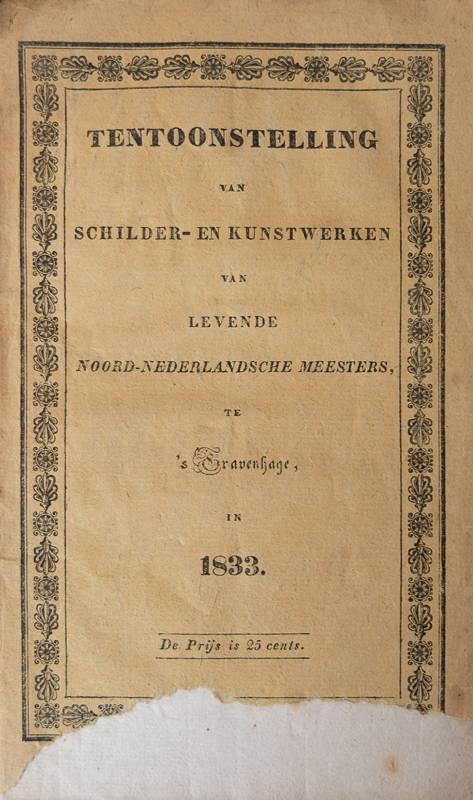 TENTOONSTELLING
VAN
SCHILDER- EN KUNSTWERKEN
VAN
LEVENDE
NOORD-NEDERLANDSCHE MEESTERS,
TE
's Gravenhage,
IN
1833.
De Prijs is 25 cents.